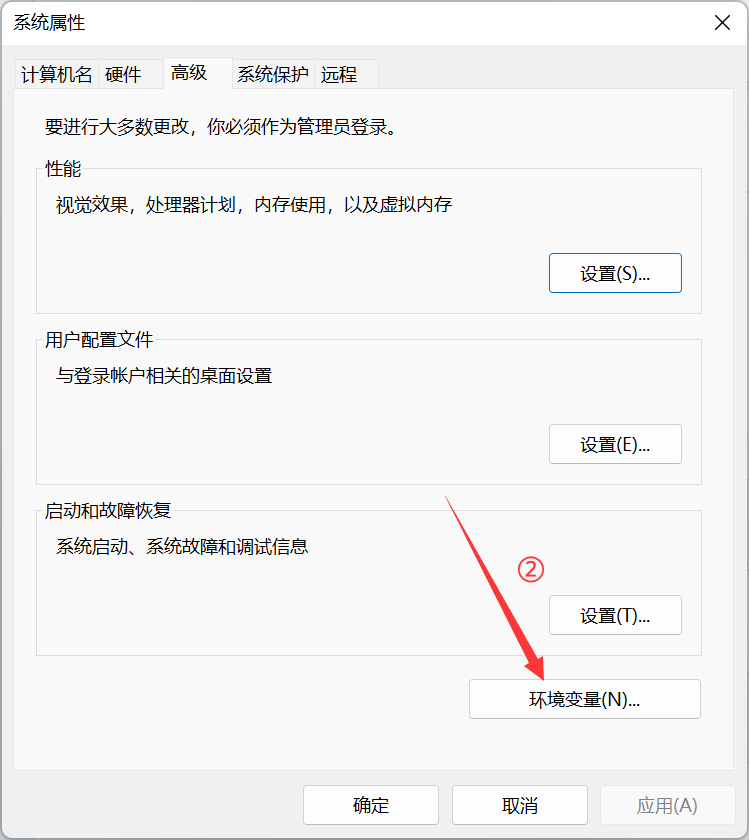 系统属性
计算机名 硬件 高级 系统保护 远程
要进行大多数更改，你必须作为管理员登录。
性能
视觉效果，处理器计划，内存使用，以及虚拟内存
设置(S)...
用户配置文件
与登录帐户相关的桌面设置
设置(E)...
启动和故障恢复
系统启动、系统故障和调试信息
②
设置(T)...
环境变量(N)...
确定 取消 应用(A)